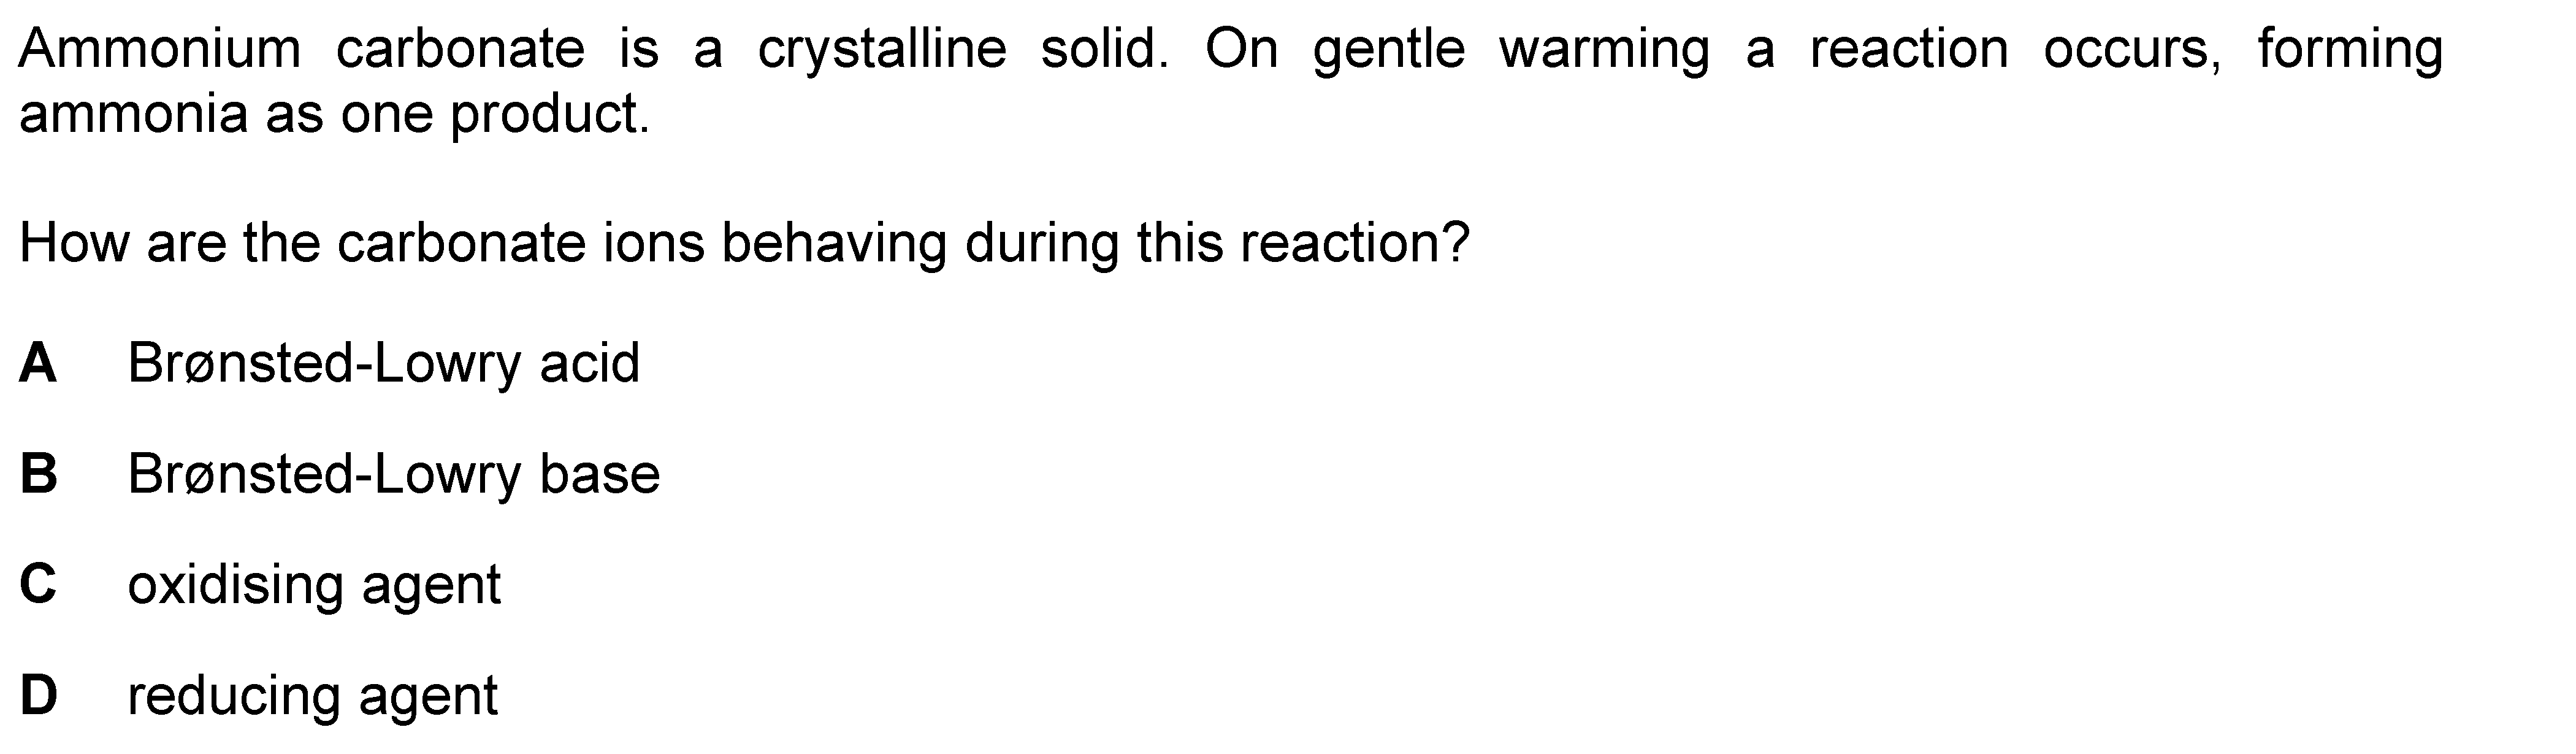 Ammonium carbonate is a crystalline solid. On gentle warming a reaction occurs, forming
ammonia as one product.
How are the carbonate ions behaving during this reaction?
A Brønsted-Lowry acid
B Brønsted-Lowry base
C oxidising agent
D reducing agent